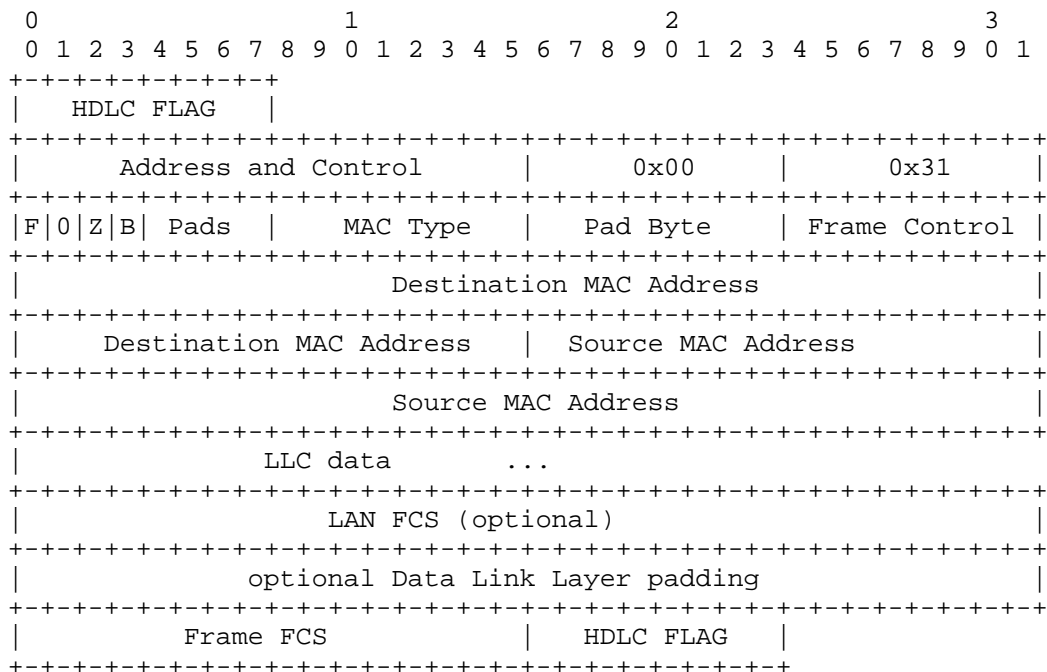 0                   1                   2                   3
0 1 2 3 4 5 6 7 8 9 0 1 2 3 4 5 6 7 8 9 0 1 2 3 4 5 6 7 8 9 0 1
+-+-+-+-+-+-+-+-+
|   HDLC FLAG   |
+-+-+-+-+-+-+-+-+-+-+-+-+-+-+-+-+-+-+-+-+-+-+-+-+-+-+-+-+-+-+-+-+
|      Address and Control      |      0x00     |      0x31     |
+-+-+-+-+-+-+-+-+-+-+-+-+-+-+-+-+-+-+-+-+-+-+-+-+-+-+-+-+-+-+-+-+
|F|0|Z|B| Pads  |    MAC Type   |   Pad Byte    | Frame Control |
+-+-+-+-+-+-+-+-+-+-+-+-+-+-+-+-+-+-+-+-+-+-+-+-+-+-+-+-+-+-+-+-+
|                       Destination MAC Address                 |
+-+-+-+-+-+-+-+-+-+-+-+-+-+-+-+-+-+-+-+-+-+-+-+-+-+-+-+-+-+-+-+-+
|     Destination MAC Address   |  Source MAC Address           |
+-+-+-+-+-+-+-+-+-+-+-+-+-+-+-+-+-+-+-+-+-+-+-+-+-+-+-+-+-+-+-+-+
|                       Source MAC Address                      |
+-+-+-+-+-+-+-+-+-+-+-+-+-+-+-+-+-+-+-+-+-+-+-+-+-+-+-+-+-+-+-+-+
|               LLC data       ...
+-+-+-+-+-+-+-+-+-+-+-+-+-+-+-+-+-+-+-+-+-+-+-+-+-+-+-+-+-+-+-+-+
|                   LAN FCS (optional)                          |
+-+-+-+-+-+-+-+-+-+-+-+-+-+-+-+-+-+-+-+-+-+-+-+-+-+-+-+-+-+-+-+-+
|              optional Data Link Layer padding                 |
+-+-+-+-+-+-+-+-+-+-+-+-+-+-+-+-+-+-+-+-+-+-+-+-+-+-+-+-+-+-+-+-+
|          Frame FCS            |   HDLC FLAG   |
+-+-+-+-+-+-+-+-+-+-+-+-+-+-+-+-+-+-+-+-+-+-+-+-+